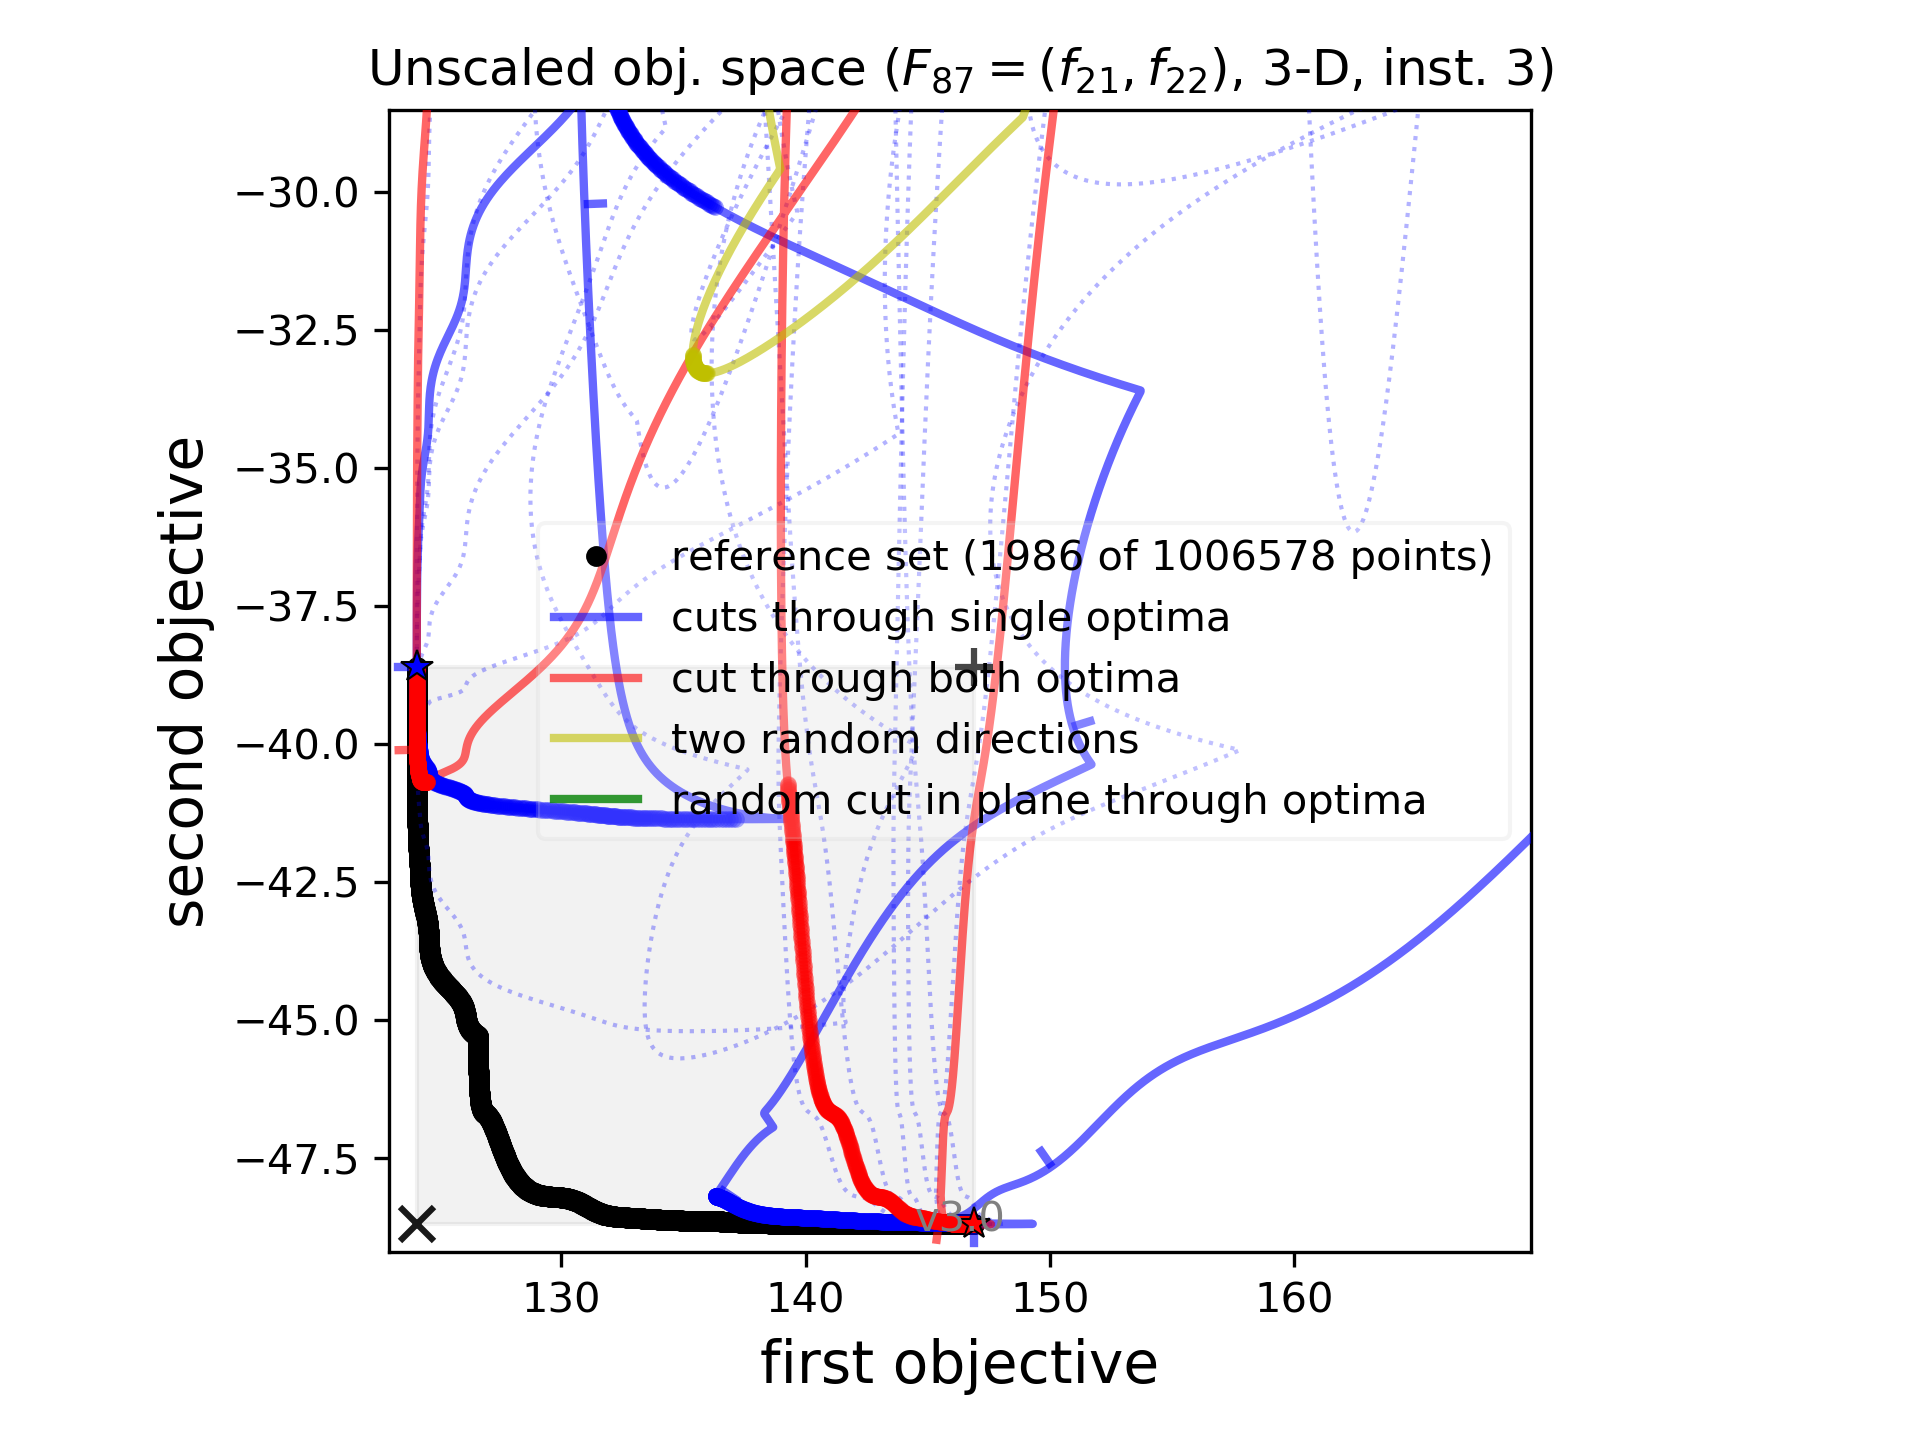 Unscaled obj. space (F87 = (f21, f22), 3-D, inst. 3)
second objective
−30.0
−32.5
−35.0
−37.5
−40.0
−42.5
−45.0
−47.5
reference set (1986 of 1006578 points)
cuts through single optima
cut through both optima
two random directions
random cut in plane through optima
v3.0
130
140
150
160
first objective